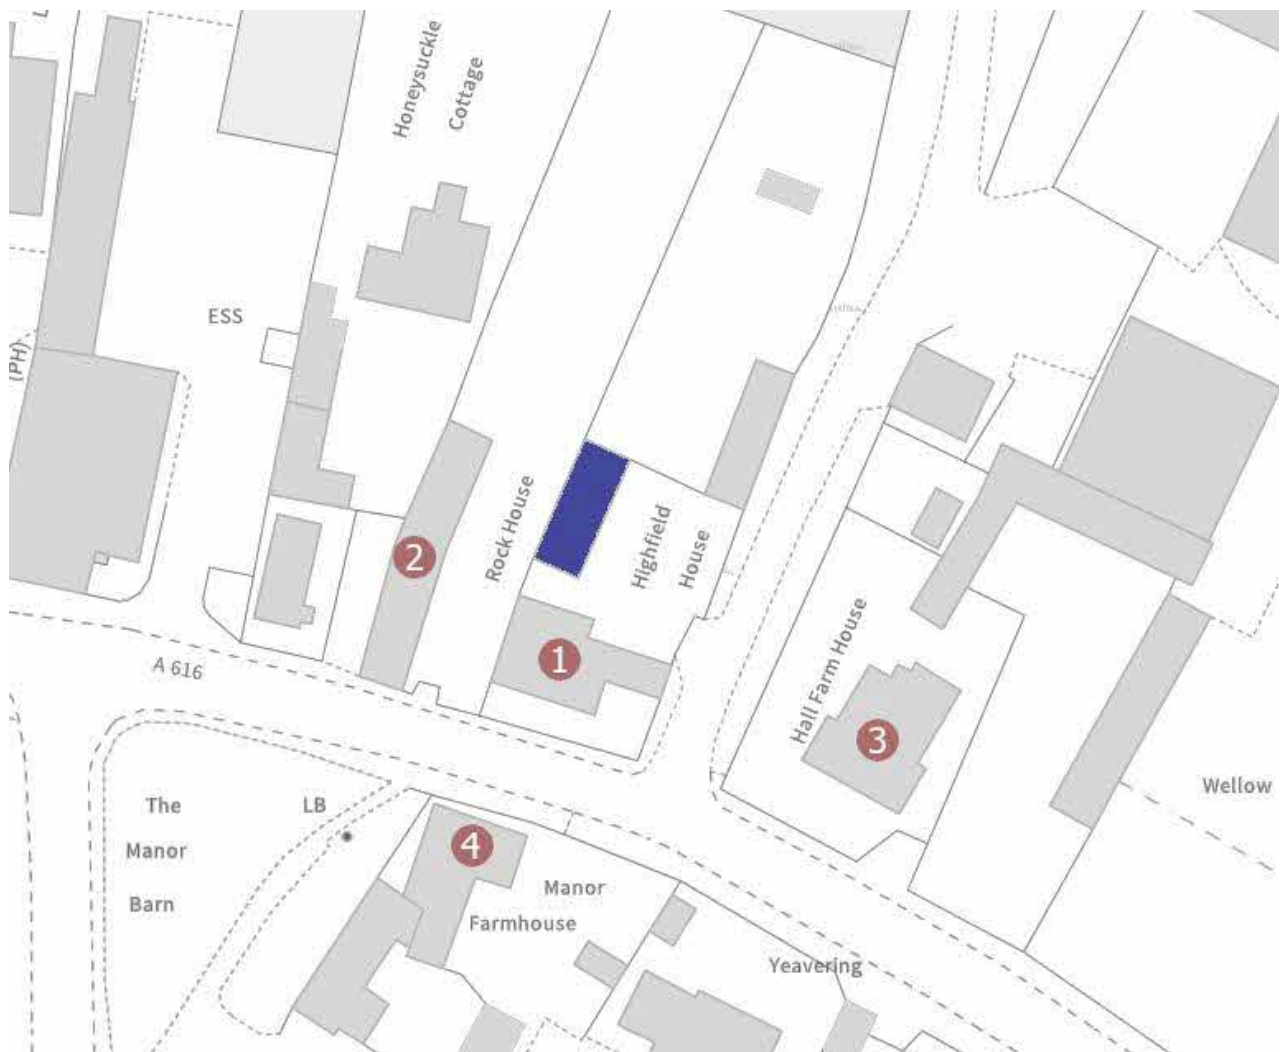 Honeysuckle
Cottage
ESS
(PH)
Rock House
Highfield
House
A 616
Hall Farm House
1
2
3
4
The
Manor
Barn
LB
Manor
Farmhouse
Yeavering
Wellow